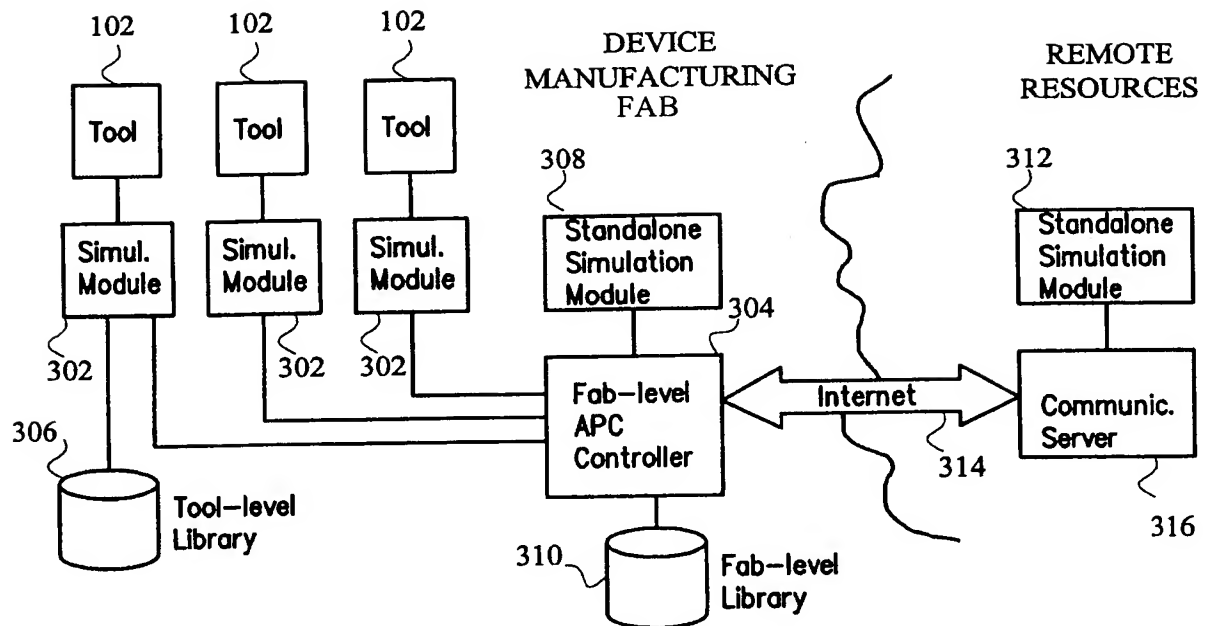 102
102
102
DEVICE
MANUFACTURING
FAB
REMOTE
RESOURCES
Tool
Tool
Tool
308
312
Simul.
Module
Simul.
Module
Simul.
Module
Standalone
Simulation
Module
Standalone
Simulation
Module
302
302
302
304
Fab-level
APC
Controller
Internet
314
Communic.
Server
316
306
Tool-level
Library
310
Fab-level
Library